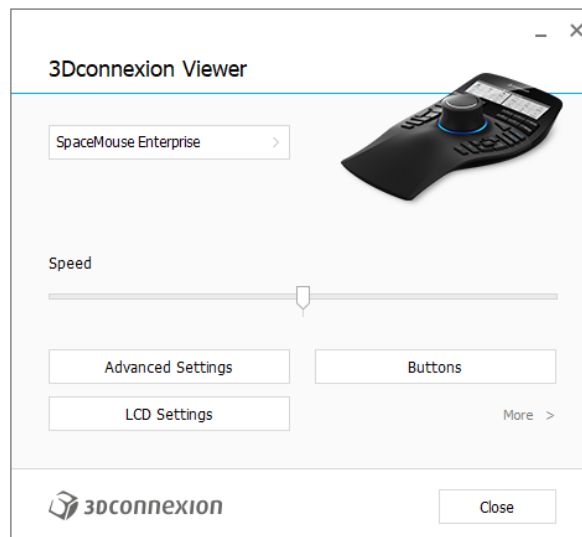 3Dconnexion Viewer
SpaceMouse Enterprise
Speed
Advanced Settings
Buttons
LCD Settings
More >
3Dconnexion
Close